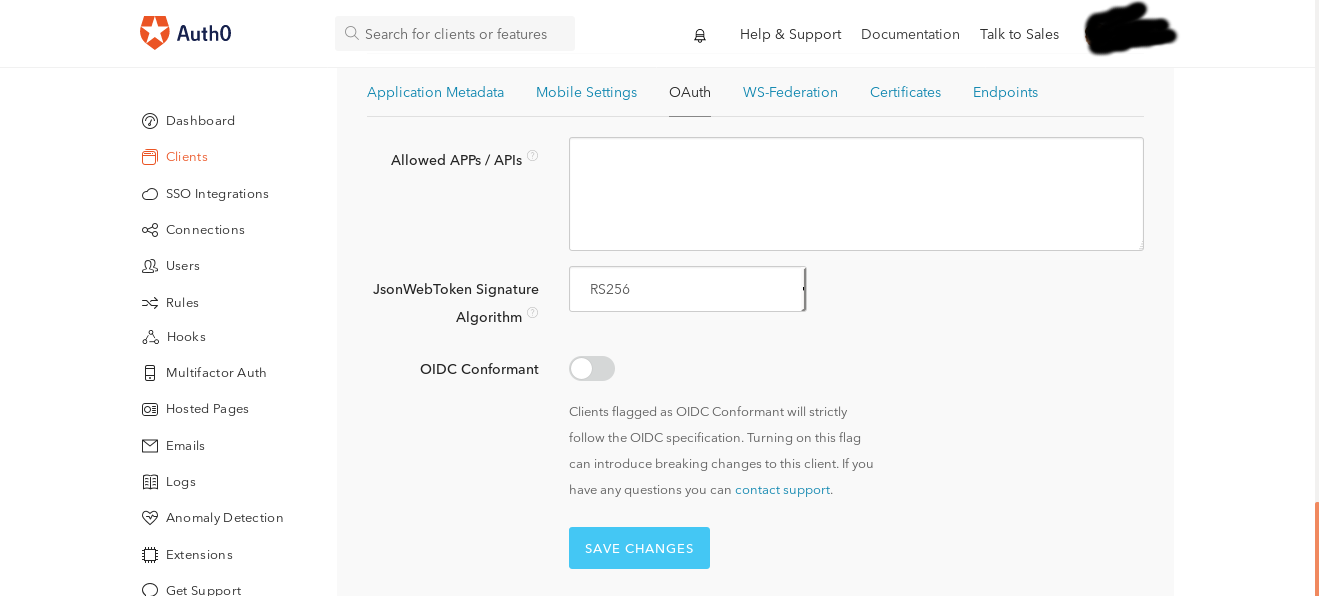 Auth0
Search for clients or features
Help & Support
Documentation
Talk to Sales
Application Metadata
Mobile Settings
OAuth
WS-Federation
Certificates
Endpoints
Dashboard
Clients
SSO Integrations
Connections
Users
Rules
Hooks
Multifactor Auth
Hosted Pages
Emails
Logs
Anomaly Detection
Extensions
Get Support
Allowed APPs / APIs ?
JsonWebToken Signature
Algorithm ?
RS256
OIDC Conformant
Clients flagged as OIDC Conformant will strictly
follow the OIDC specification. Turning on this flag
can introduce breaking changes to this client. If you
have any questions you can contact support.
SAVE CHANGES